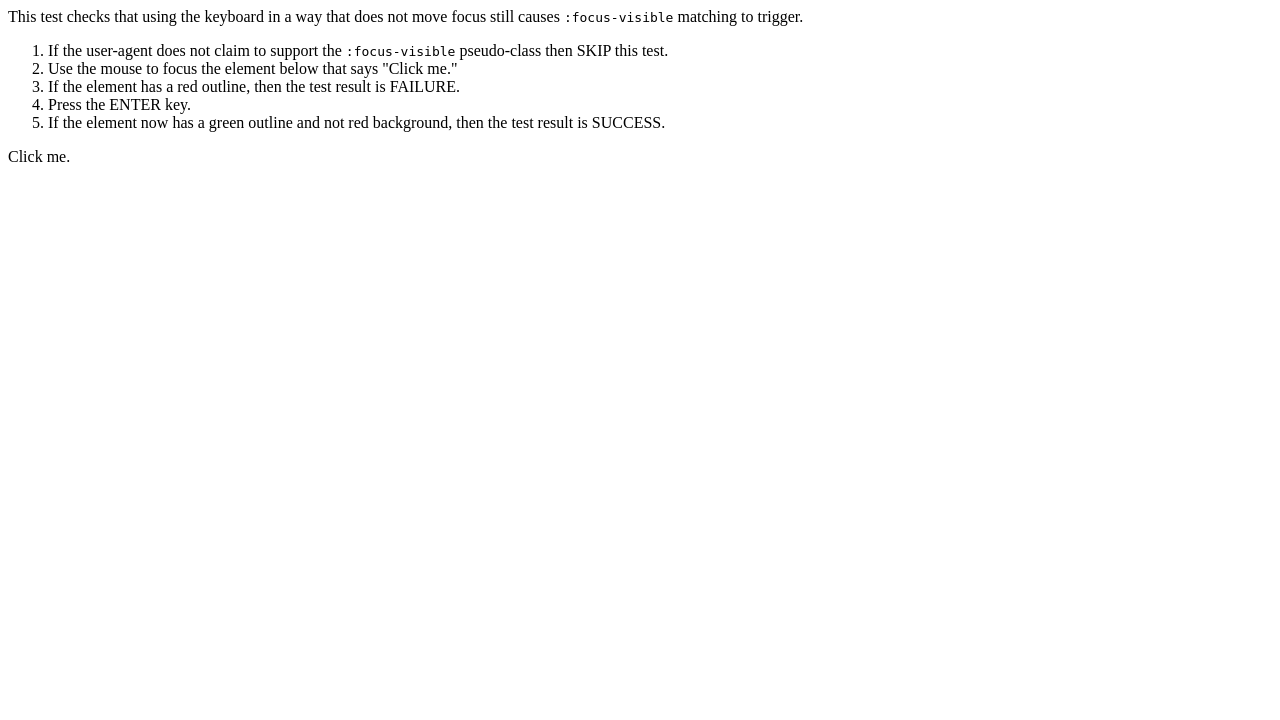 This test checks that using the keyboard in a way that does not move focus still causes :focus-visible matching to trigger.
1. If the user-agent does not claim to support the :focus-visible pseudo-class then SKIP this test.
2. Use the mouse to focus the element below that says "Click me."
3. If the element has a red outline, then the test result is FAILURE.
4. Press the ENTER key.
5. If the element now has a green outline and not red background, then the test result is SUCCESS.
Click me.